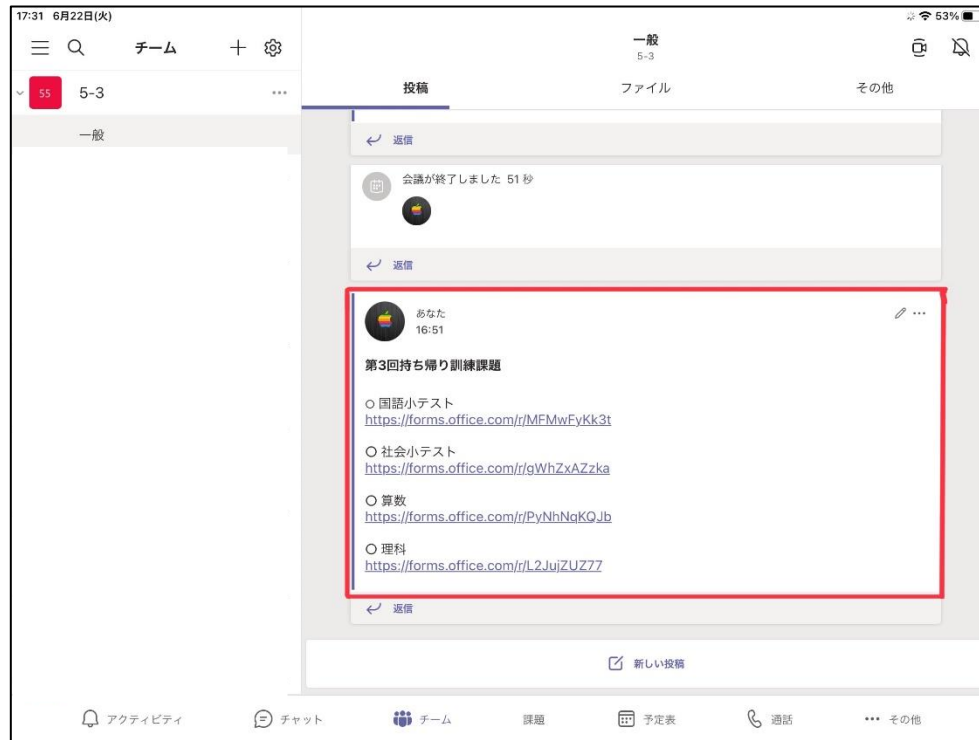 17:31 6月22日(火)
53%
チーム
一般
5-3
55 5-3
一般
投稿
ファイル
その他
返信
会議が終了しました 51 秒
返信
あなた
16:51
第3回持ち帰り訓練課題
○ 国語小テスト
https://forms.office.com/r/MFMwFyKk3t
○ 社会小テスト
https://forms.office.com/r/gWhZxAZzka
○ 算数
https://forms.office.com/r/PyNhNqKQJb
○ 理科
https://forms.office.com/r/L2JujZUZ77
返信
新しい投稿
アクティビティ
チャット
チーム
課題
予定表
通話
その他